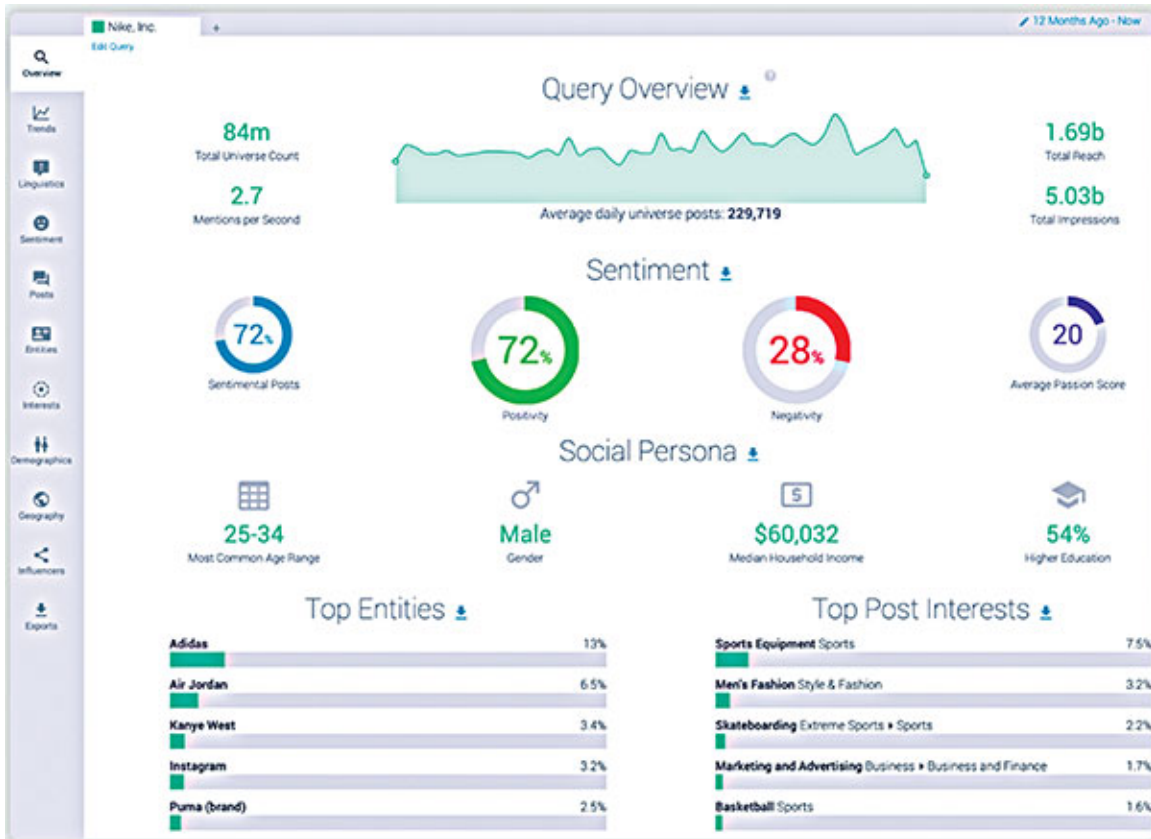 Nike, Inc.
+
12 Months Ago - Now
Edit Query
Overview
Trends
Linguistics
Sentiment
Posts
Entities
Interests
Demographics
Geography
Influencers
Exports
Query Overview
?
84m
Total Universe Count
2.7
Mentions per Second
Average daily universe posts: 229,719
1.69b
Total Reach
5.03b
Total Impressions
Sentiment
72%
Sentimental Posts
72%
Positivity
28%
Negativity
20
Average Passion Score
Social Persona
25-34
Most Common Age Range
Male
Gender
$
$60,032
Median Household Income
54%
Higher Education
Top Entities
Adidas 13%
Air Jordan 6.5%
Kanye West 3.4%
Instagram 3.2%
Puma (brand) 2.5%
Top Post Interests
Sports Equipment Sports 7.5%
Men's Fashion Style & Fashion 3.2%
Skateboarding Extreme Sports ▸ Sports 2.2%
Marketing and Advertising Business ▸ Business and Finance 1.7%
Basketball Sports 1.6%